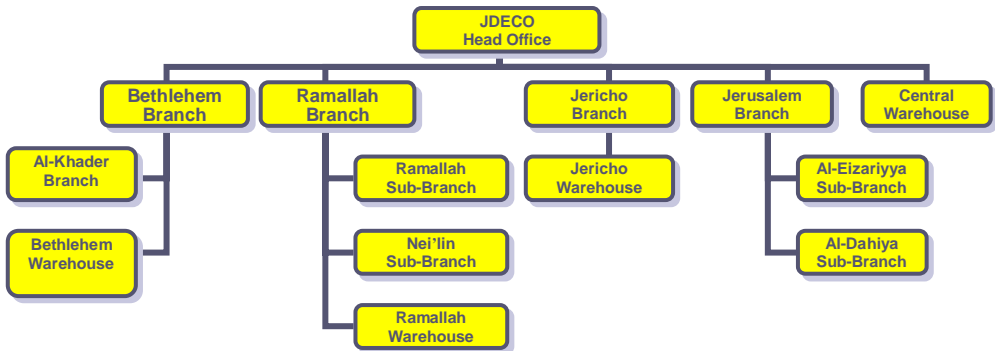 JDECO
Head Office
Bethlehem
Branch
Ramallah
Branch
Jericho
Branch
Jerusalem
Branch
Central
Warehouse
Al-Khader
Branch
Bethlehem
Warehouse
Ramallah
Sub-Branch
Nei’lin
Sub-Branch
Ramallah
Warehouse
Jericho
Warehouse
Al-Eizariyya
Sub-Branch
Al-Dahiya
Sub-Branch